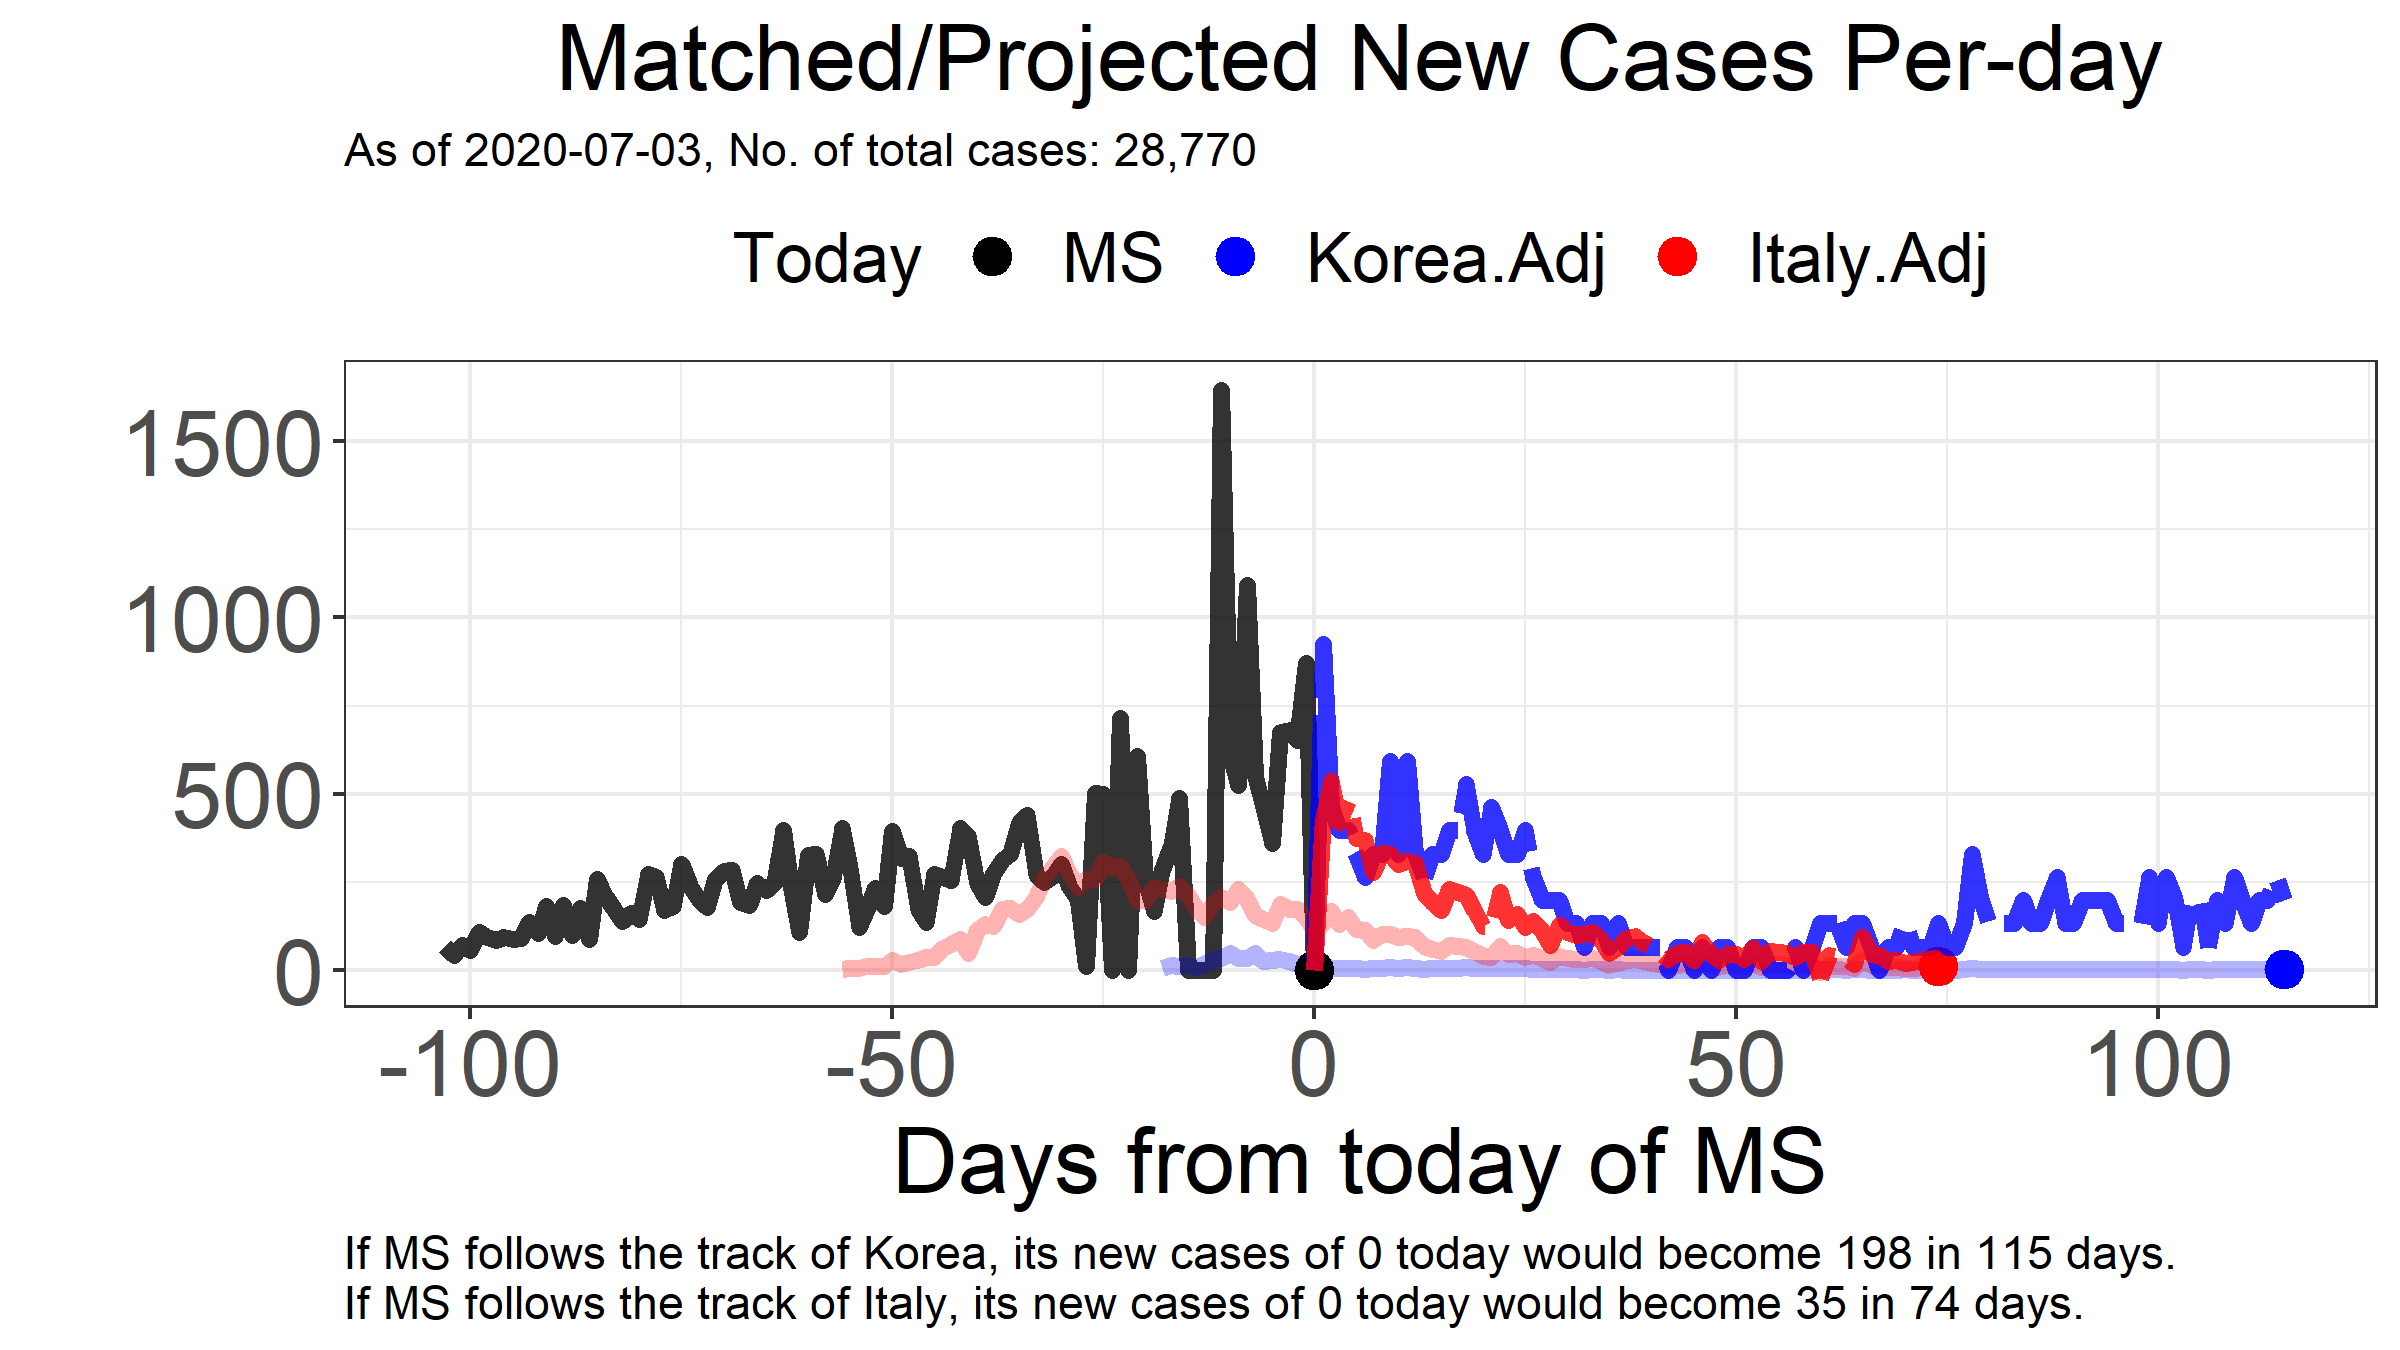 Matched/Projected New Cases Per-day
As of 2020-07-03, No. of total cases: 28,770
Today MS Korea.Adj Italy.Adj
1500
1000
500
0
-100 -50 0 50 100
Days from today of MS
If MS follows the track of Korea, its new cases of 0 today would become 198 in 115 days.
If MS follows the track of Italy, its new cases of 0 today would become 35 in 74 days.